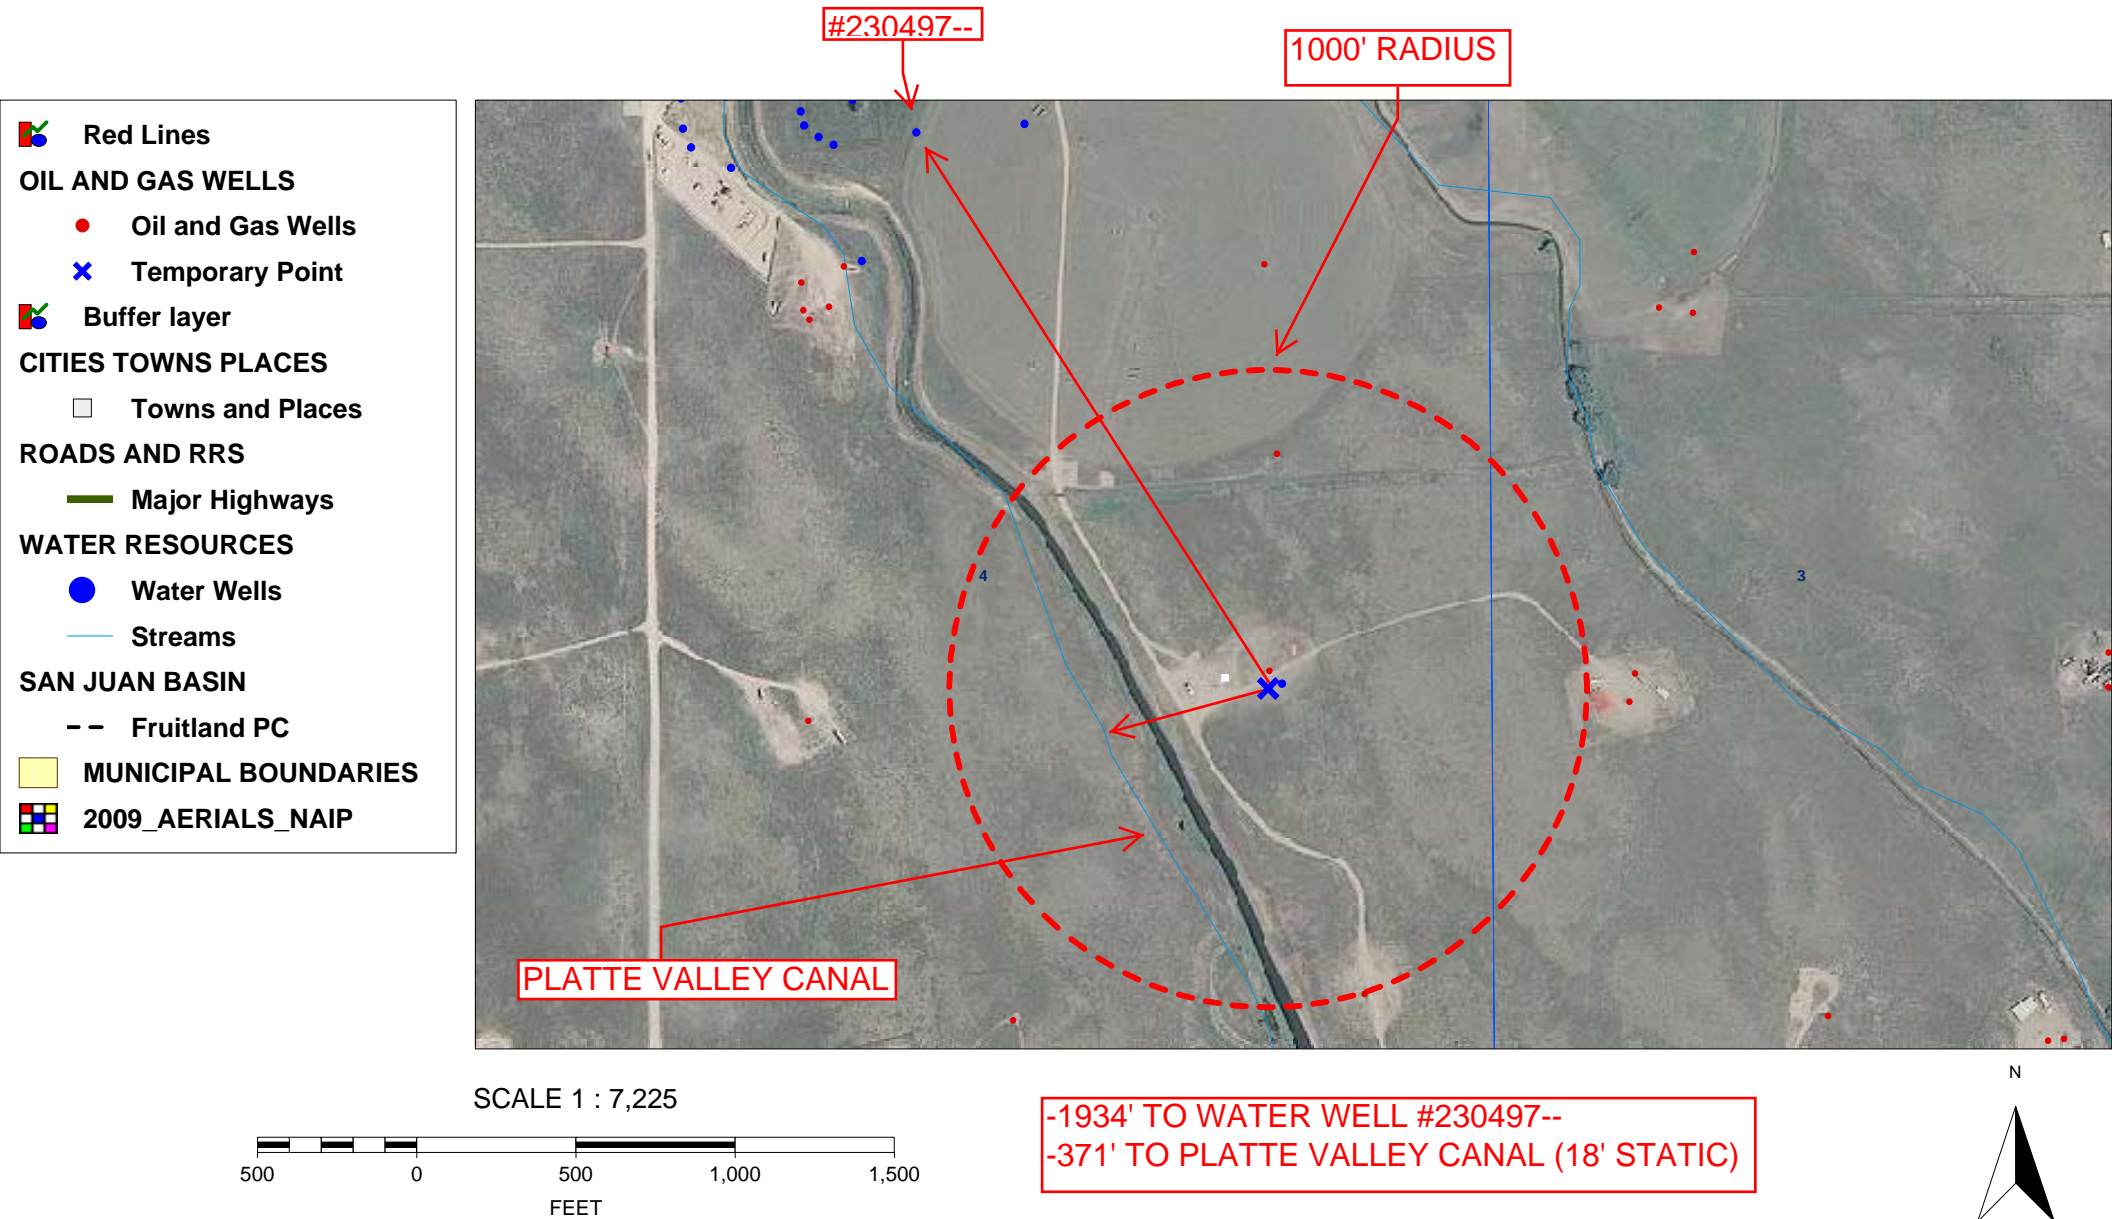 #230497--
1000' RADIUS
Red Lines
OIL AND GAS WELLS
Oil and Gas Wells
Temporary Point
Buffer layer
CITIES TOWNS PLACES
Towns and Places
ROADS AND RRS
Major Highways
WATER RESOURCES
Water Wells
Streams
SAN JUAN BASIN
Fruitland PC
MUNICIPAL BOUNDARIES
2009_AERIALS_NAIP
4
3
PLATTE VALLEY CANAL
SCALE 1 : 7,225
500 0 500 1,000 1,500
FEET
-1934' TO WATER WELL #230497--
-371' TO PLATTE VALLEY CANAL (18' STATIC)
N